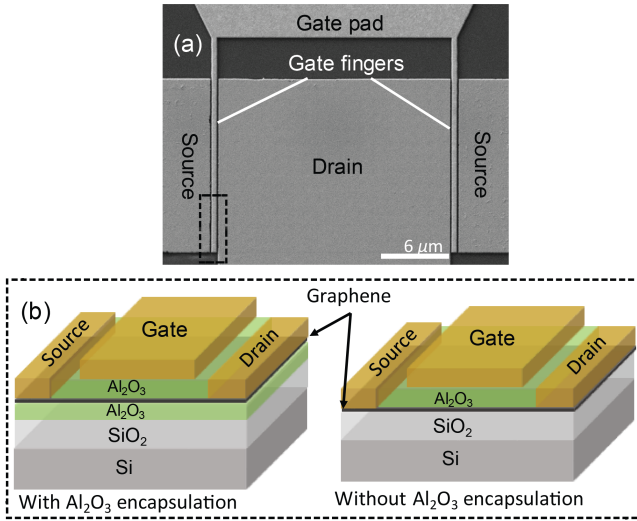 Gate pad
(a)
Gate fingers
Source
Drain
Source
6 μm
(b)
Graphene
Source
Gate
Drain
Al₂O₃
Al₂O₃
SiO₂
Si
With Al₂O₃ encapsulation
Source
Gate
Drain
Al₂O₃
SiO₂
Si
Without Al₂O₃ encapsulation